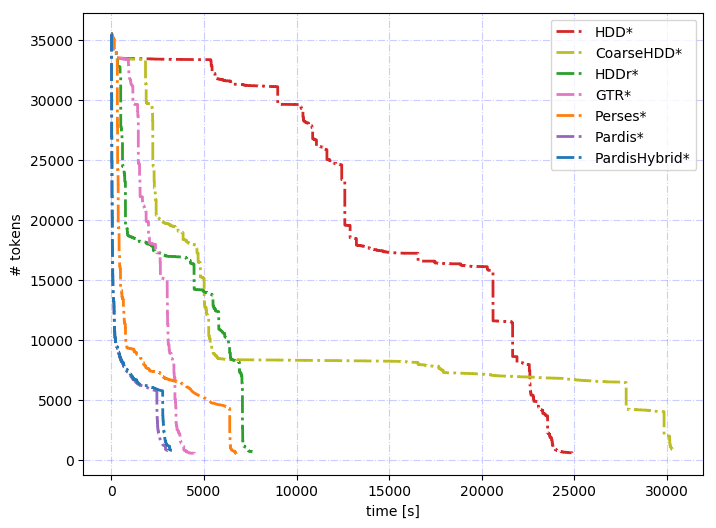 HDD*
CoarseHDD*
HDDr*
GTR*
Perses*
Pardis*
PardisHybrid*
# tokens
35000
30000
25000
20000
15000
10000
5000
0
0 5000 10000 15000 20000 25000 30000
time [s]